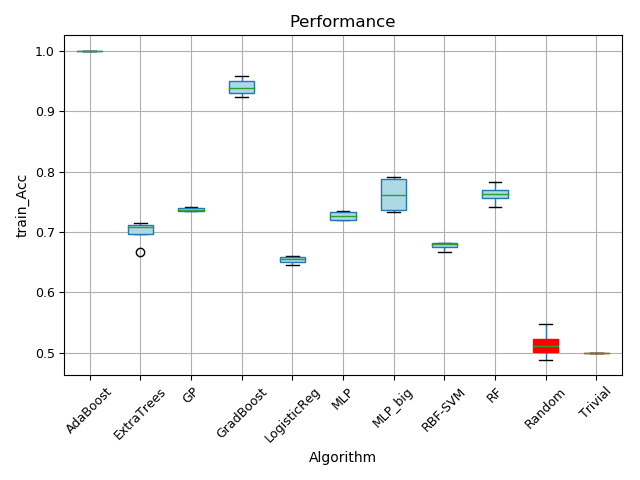 Performance
train_Acc
1.0
0.9
0.8
0.7
0.6
0.5
AdaBoost
ExtraTrees
GP
GradBoost
LogisticReg
MLP
MLP_big
RBF-SVM
RF
Random
Trivial
Algorithm